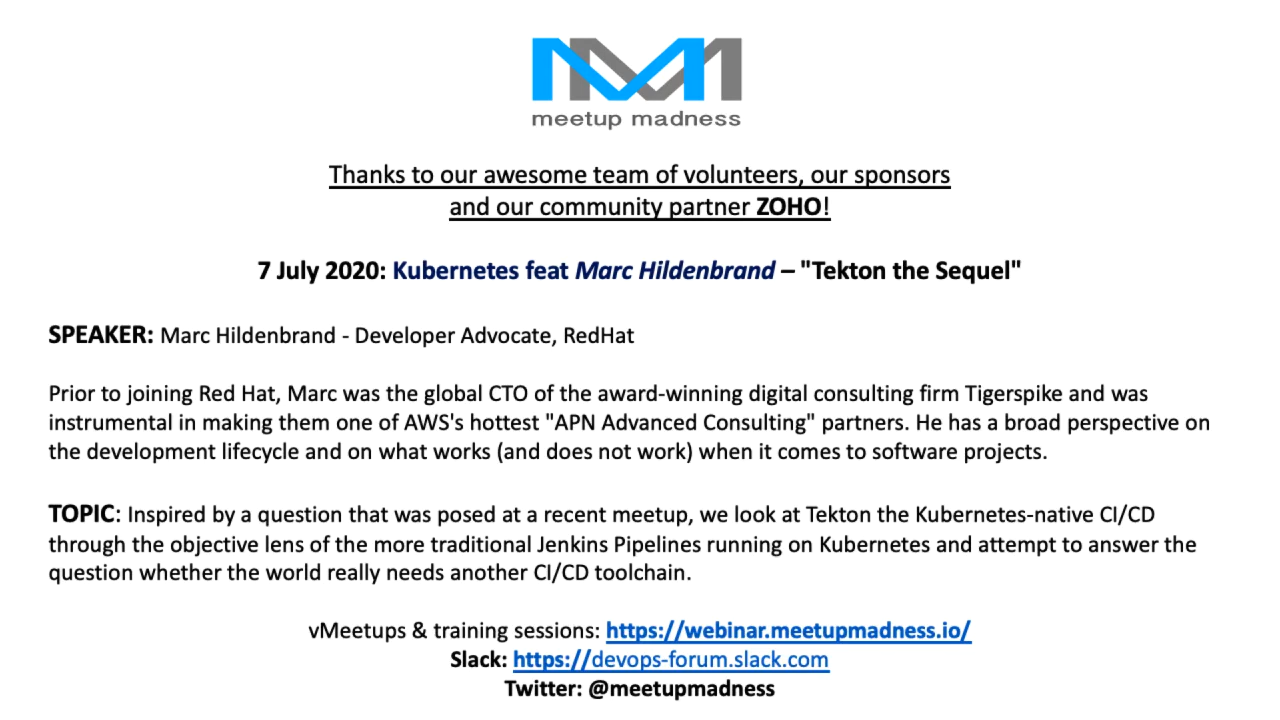 meetup madness
Thanks to our awesome team of volunteers, our sponsors
and our community partner ZOHO!
7 July 2020: Kubernetes feat Marc Hildenbrand – "Tekton the Sequel"
SPEAKER: Marc Hildenbrand - Developer Advocate, RedHat
Prior to joining Red Hat, Marc was the global CTO of the award-winning digital consulting firm Tigerspike and was
instrumental in making them one of AWS's hottest "APN Advanced Consulting" partners. He has a broad perspective on
the development lifecycle and on what works (and does not work) when it comes to software projects.
TOPIC: Inspired by a question that was posed at a recent meetup, we look at Tekton the Kubernetes-native CI/CD
through the objective lens of the more traditional Jenkins Pipelines running on Kubernetes and attempt to answer the
question whether the world really needs another CI/CD toolchain.
vMeetups & training sessions: https://webinar.meetupmadness.io/
Slack: https://devops-forum.slack.com
Twitter: @meetupmadness